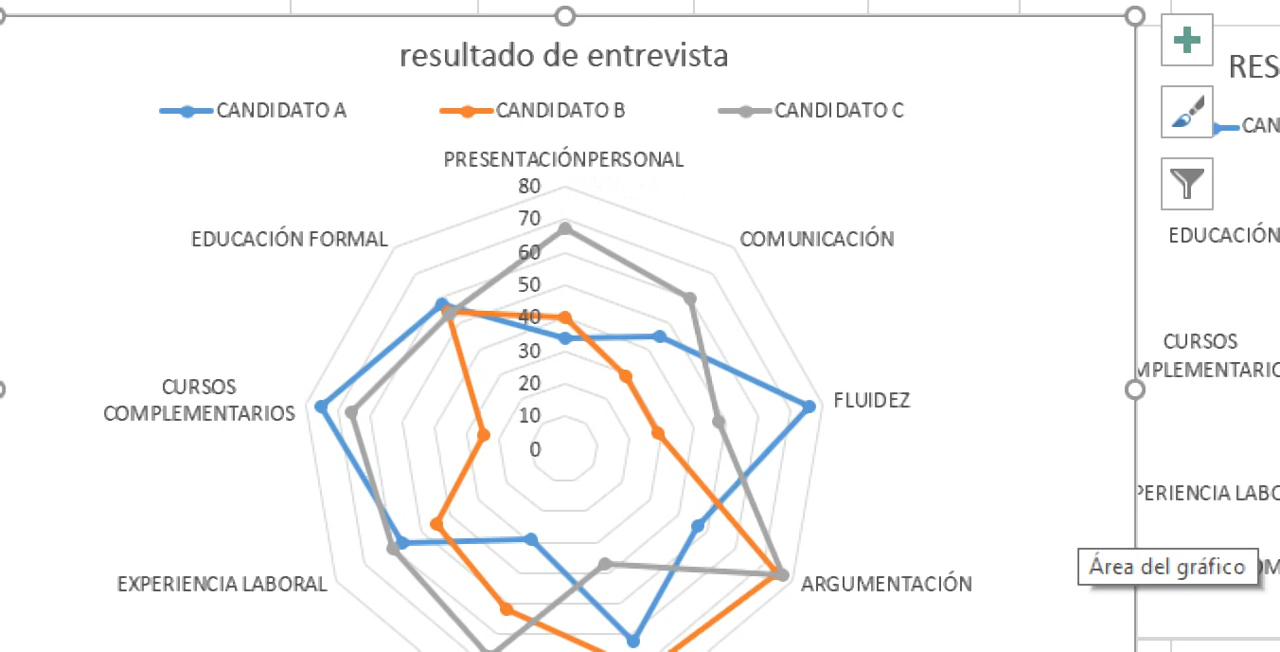 resultado de entrevista
RES
CANDIDATO A
CANDIDATO B
CANDIDATO C
CAN
PRESENTACIÓNPERSONAL
80
70
60
50
40
30
20
10
0
EDUCACIÓN FORMAL
COMUNICACIÓN
EDUCACIÓN
CURSOS
COMPLEMENTARIOS
FLUIDEZ
CURSOS
MPLEMENTARIO
EXPERIENCIA LABORAL
ARGUMENTACIÓN
PERIENCIA LABO
Área del gráfico